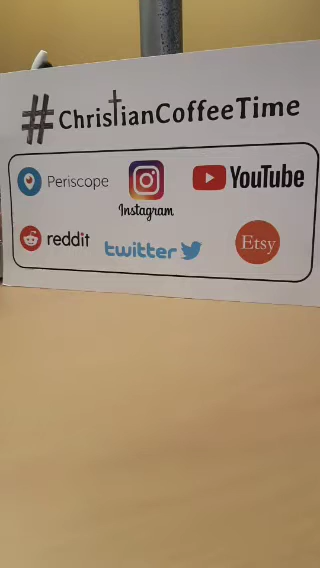 #ChristianCoffeeTime
Periscope
Instagram
YouTube
reddit
twitter
Etsy